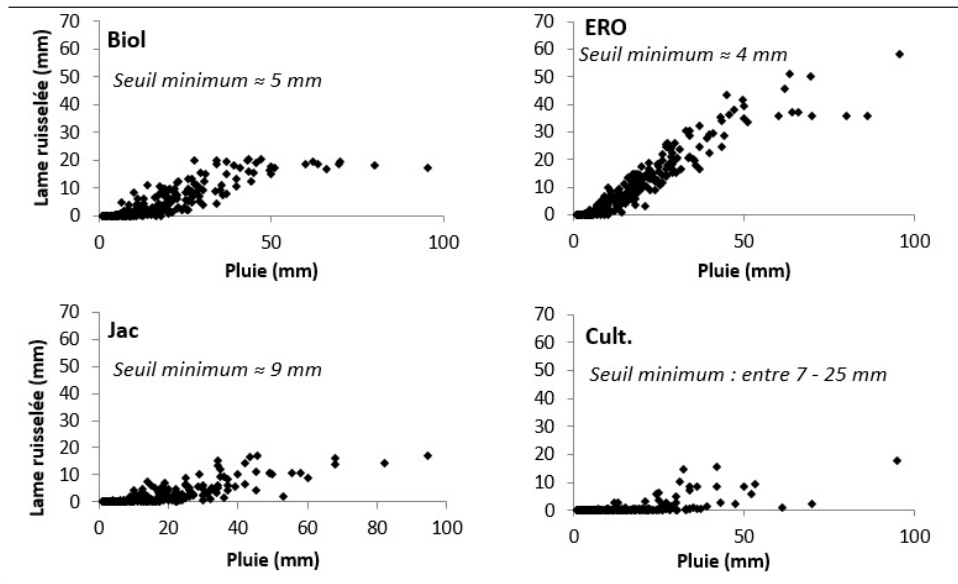 Biol
Seuil minimum ≈ 5 mm
Lame ruisselée (mm)
70
60
50
40
30
20
10
0
0 50 100
Pluie (mm)
ERO
Seuil minimum ≈ 4 mm
70
60
50
40
30
20
10
0
0 50 100
Pluie (mm)
Jac
Seuil minimum ≈ 9 mm
Lame ruisselée (mm)
70
60
50
40
30
20
10
0
0 20 40 60 80 100
Pluie (mm)
Cult.
Seuil minimum : entre 7 - 25 mm
70
60
50
40
30
20
10
0
0 50 100
Pluie (mm)